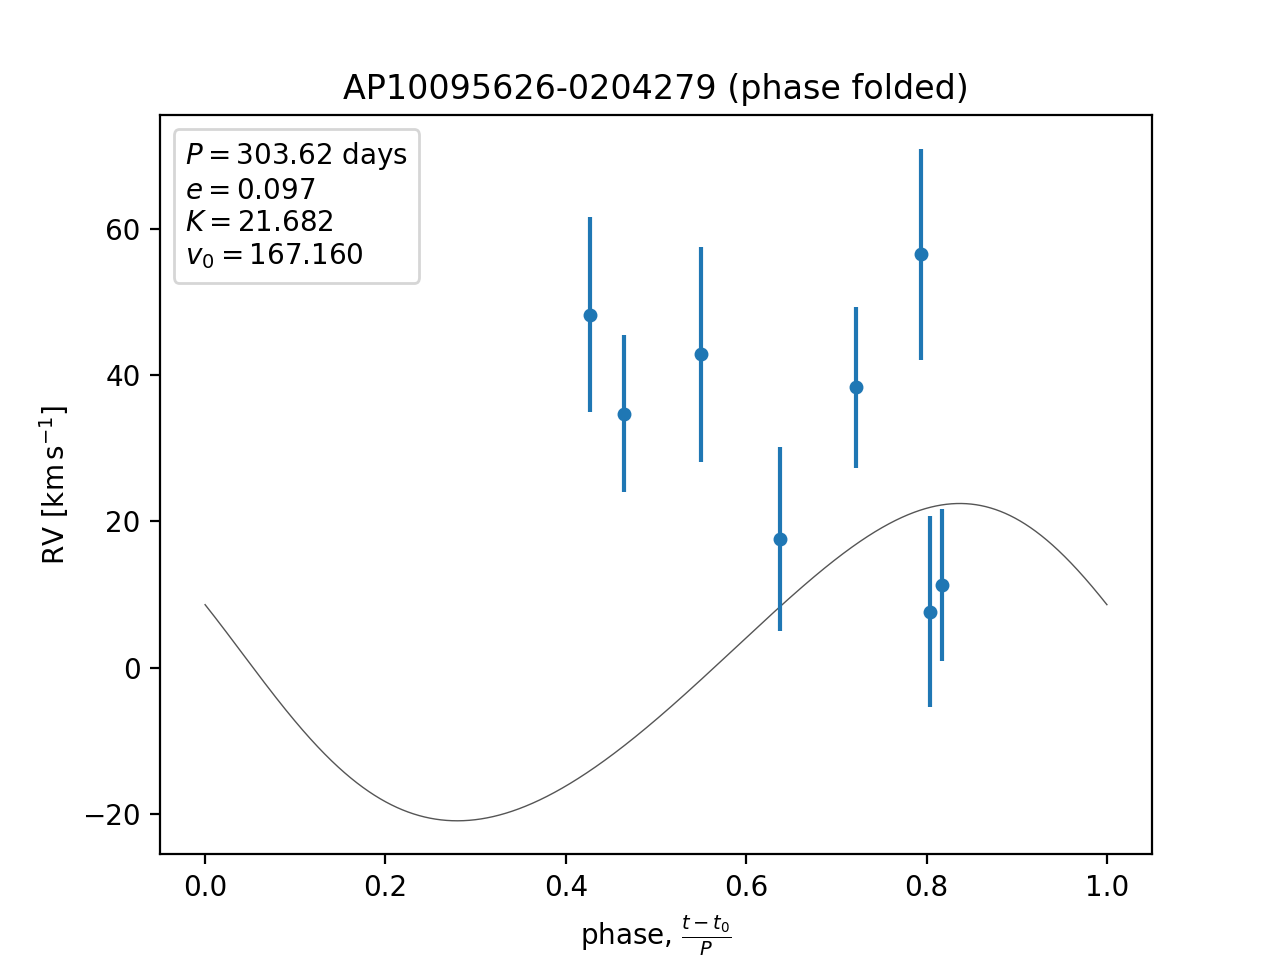 AP10095626-0204279 (phase folded)
P = 303.62 days
e = 0.097
K = 21.682
v₀ = 167.160
60
40
20
0
−20
RV [km s⁻¹]
0.0 0.2 0.4 0.6 0.8 1.0
phase, (t − t₀)/P